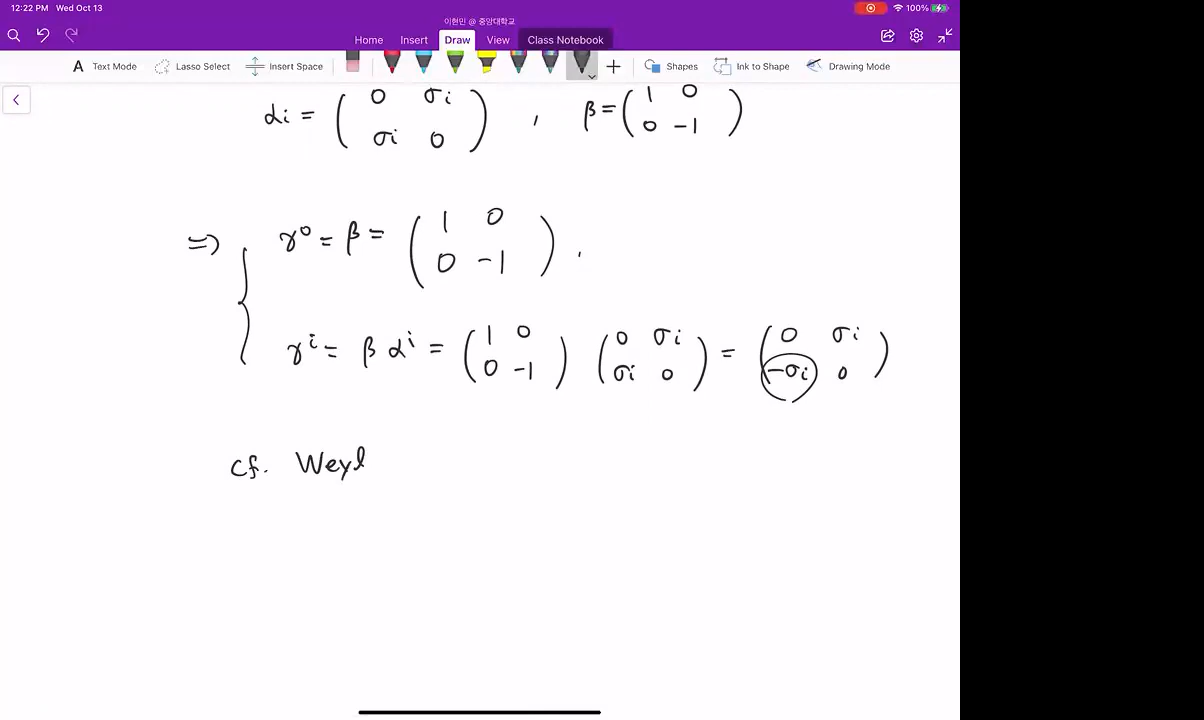 12:22 PM Wed Oct 13
100%
이현민 @ 중앙대학교
Home Insert Draw View Class Notebook
A Text Mode Lasso Select Insert Space Shapes Ink to Shape Drawing Mode
αi = ( 0 σi ; σi 0 ) , β = ( 1 0 ; 0 -1 )
=> { γ⁰ = β = ( 1 0 ; 0 -1 ) .
γⁱ = β αⁱ = ( 1 0 ; 0 -1 ) ( 0 σi ; σi 0 ) = ( 0 σi ; -σi 0 )
cf. Weyl